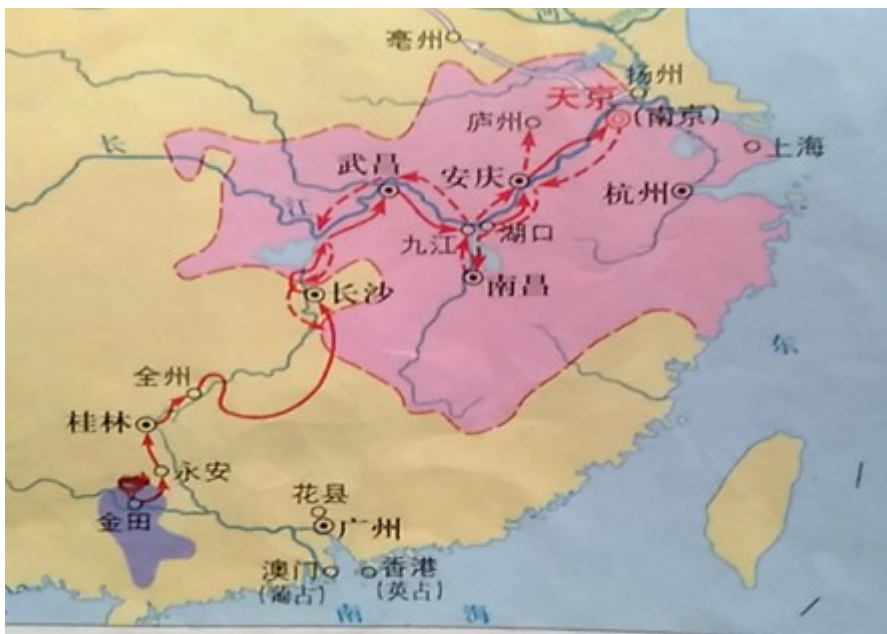 亳州
扬州
天京
(南京)
庐州
上海
长
武昌
安庆
杭州
江
九江
湖口
南昌
长沙
东
全州
桂林
永安
花县
金田
广州
澳门
(葡占)
香港
(英占)
南
海